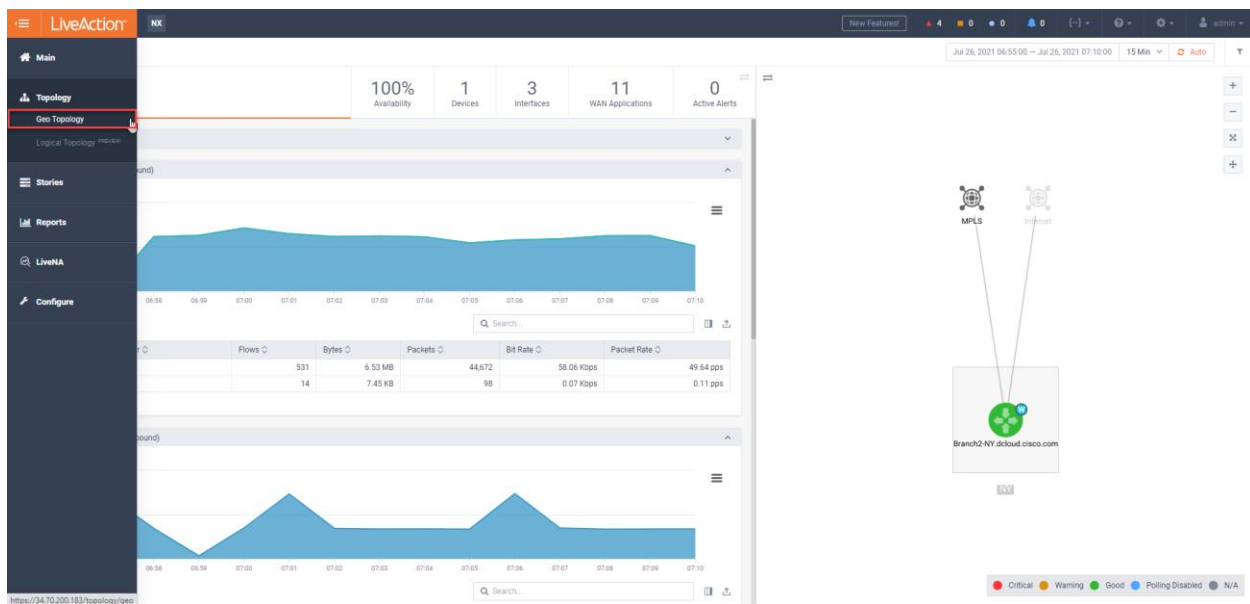 LiveAction NX New Features! 4 0 0 0 {··} admin
Main
Jul 26, 2021 06:55:00 → Jul 26, 2021 07:10:00 15 Min Auto
Topology
Geo Topology
Logical Topology PREVIEW
Stories
Reports
LiveNA
Configure
100% 1 3 11 0
Availability Devices Interfaces WAN Applications Active Alerts
ound)
06:58 06:59 07:00 07:01 07:02 07:03 07:04 07:05 07:06 07:07 07:08 07:09 07:10
Search...
r Flows Bytes Packets Bit Rate Packet Rate
531 6.53 MB 44,672 58.06 Kbps 49.64 pps
14 7.45 KB 98 0.07 Kbps 0.11 pps
ound)
06:58 06:59 07:00 07:01 07:02 07:03 07:04 07:05 07:06 07:07 07:08 07:09 07:10
Search...
MPLS Internet
W
Branch2-NY.dcloud.cisco.com
NY
Critical Warning Good Polling Disabled N/A
https://34.70.200.183/topology/geo